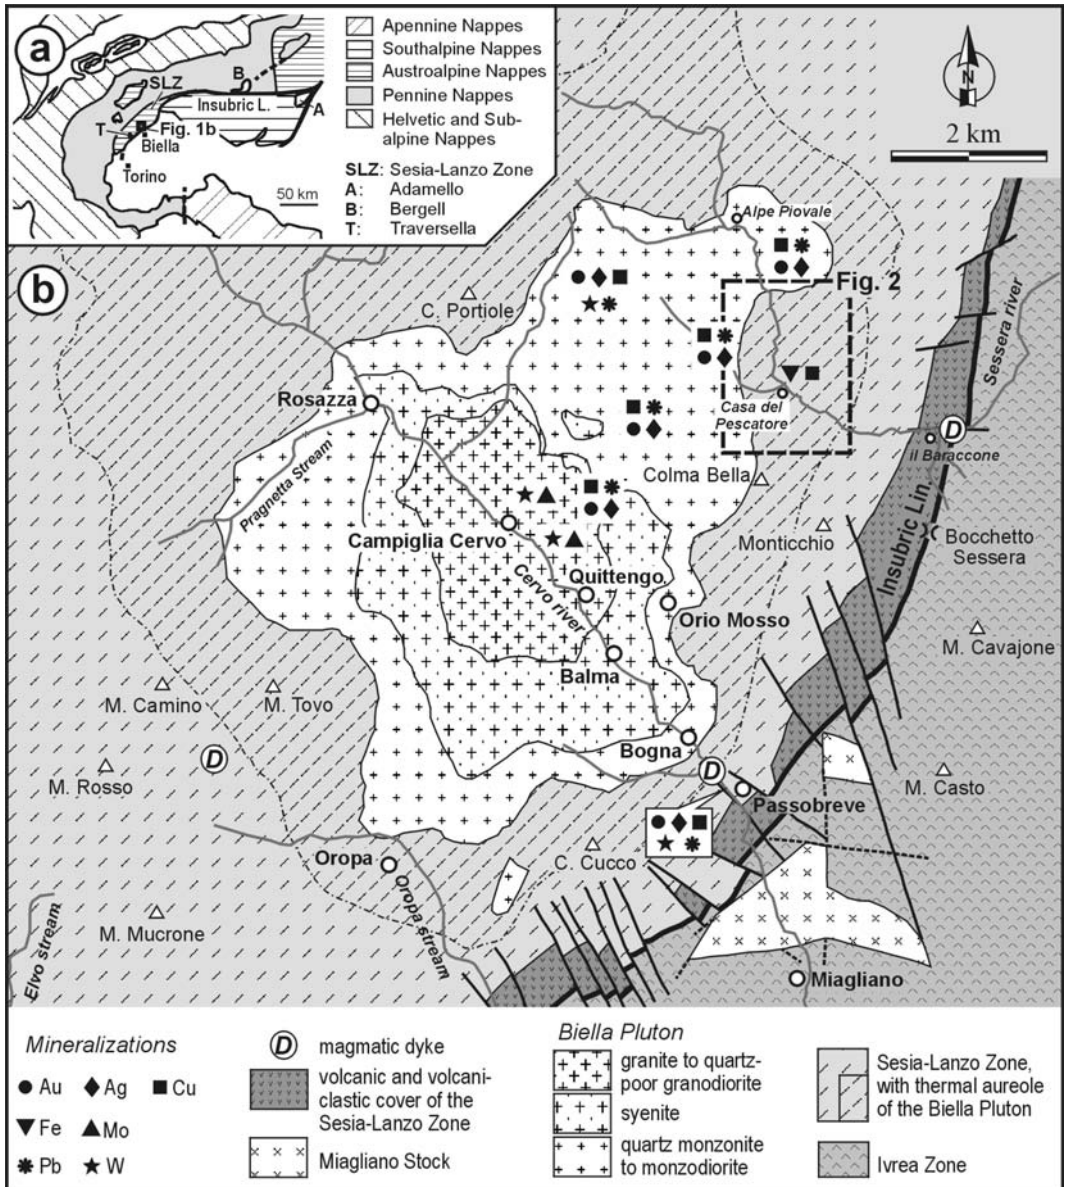 a
SLZ
B
Insubric L.
A
T
Fig. 1b
Biella
Torino
50 km
Apennine Nappes
Southalpine Nappes
Austroalpine Nappes
Pennine Nappes
Helvetic and Sub-
alpine Nappes
SLZ: Sesia-Lanzo Zone
A: Adamello
B: Bergell
T: Traversella
N
2 km
b
Alpe Piovale
Fig. 2
C. Portiole
Sessera river
Rosazza
Casa del
Pescatore
D
il Baraccone
Pragnetta Stream
Colma Bella
Insubric Lin.
Campiglia Cervo
Monticchio
Bocchetto
Sessera
Quittengo
Cervo river
Orio Mosso
M. Cavajone
Balma
M. Camino
M. Tovo
Bogna
D
D
M. Rosso
Passobreve
M. Casto
Oropa
C. Cucco
Oropa stream
Elvo stream
M. Mucrone
Miagliano
Mineralizations
Au Ag Cu
Fe Mo
Pb W
D magmatic dyke
volcanic and volcani-
clastic cover of the
Sesia-Lanzo Zone
Miagliano Stock
Biella Pluton
granite to quartz-
poor granodiorite
syenite
quartz monzonite
to monzodiorite
Sesia-Lanzo Zone,
with thermal aureole
of the Biella Pluton
Ivrea Zone